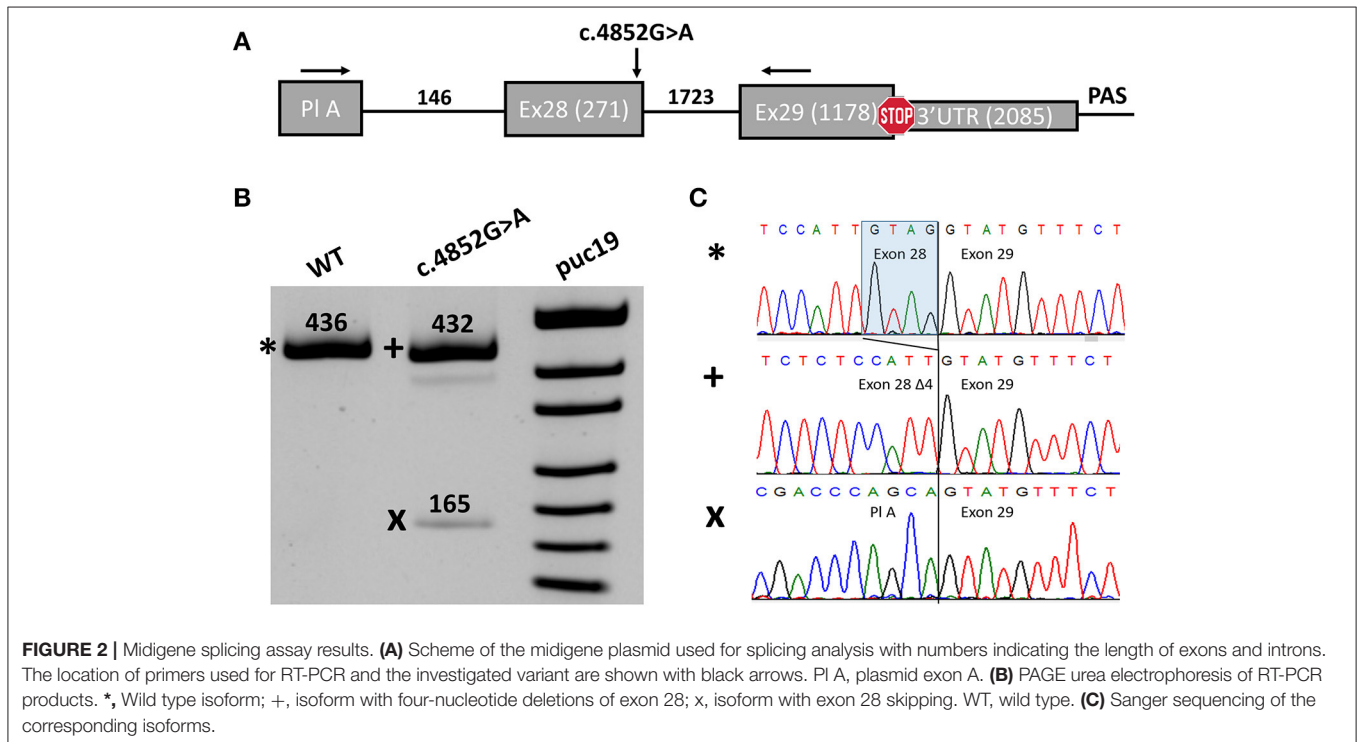 A
c.4852G>A
Pl A
146
Ex28 (271)
1723
Ex29 (1178)
STOP
3'UTR (2085)
PAS
B
WT
c.4852G>A
puc19
* 436
+ 432
X 165
C
*
T C C A T T G T A G G T A T G T T T C T
Exon 28 Exon 29
+
T C T C T C C A T T G T A T G T T T C T
Exon 28 Δ4 Exon 29
X
C G A C C C A G C A G T A T G T T T C T
Pl A Exon 29
FIGURE 2 | Midigene splicing assay results. (A) Scheme of the midigene plasmid used for splicing analysis with numbers indicating the length of exons and introns.
The location of primers used for RT-PCR and the investigated variant are shown with black arrows. Pl A, plasmid exon A. (B) PAGE urea electrophoresis of RT-PCR
products. *, Wild type isoform; +, isoform with four-nucleotide deletions of exon 28; x, isoform with exon 28 skipping. WT, wild type. (C) Sanger sequencing of the
corresponding isoforms.